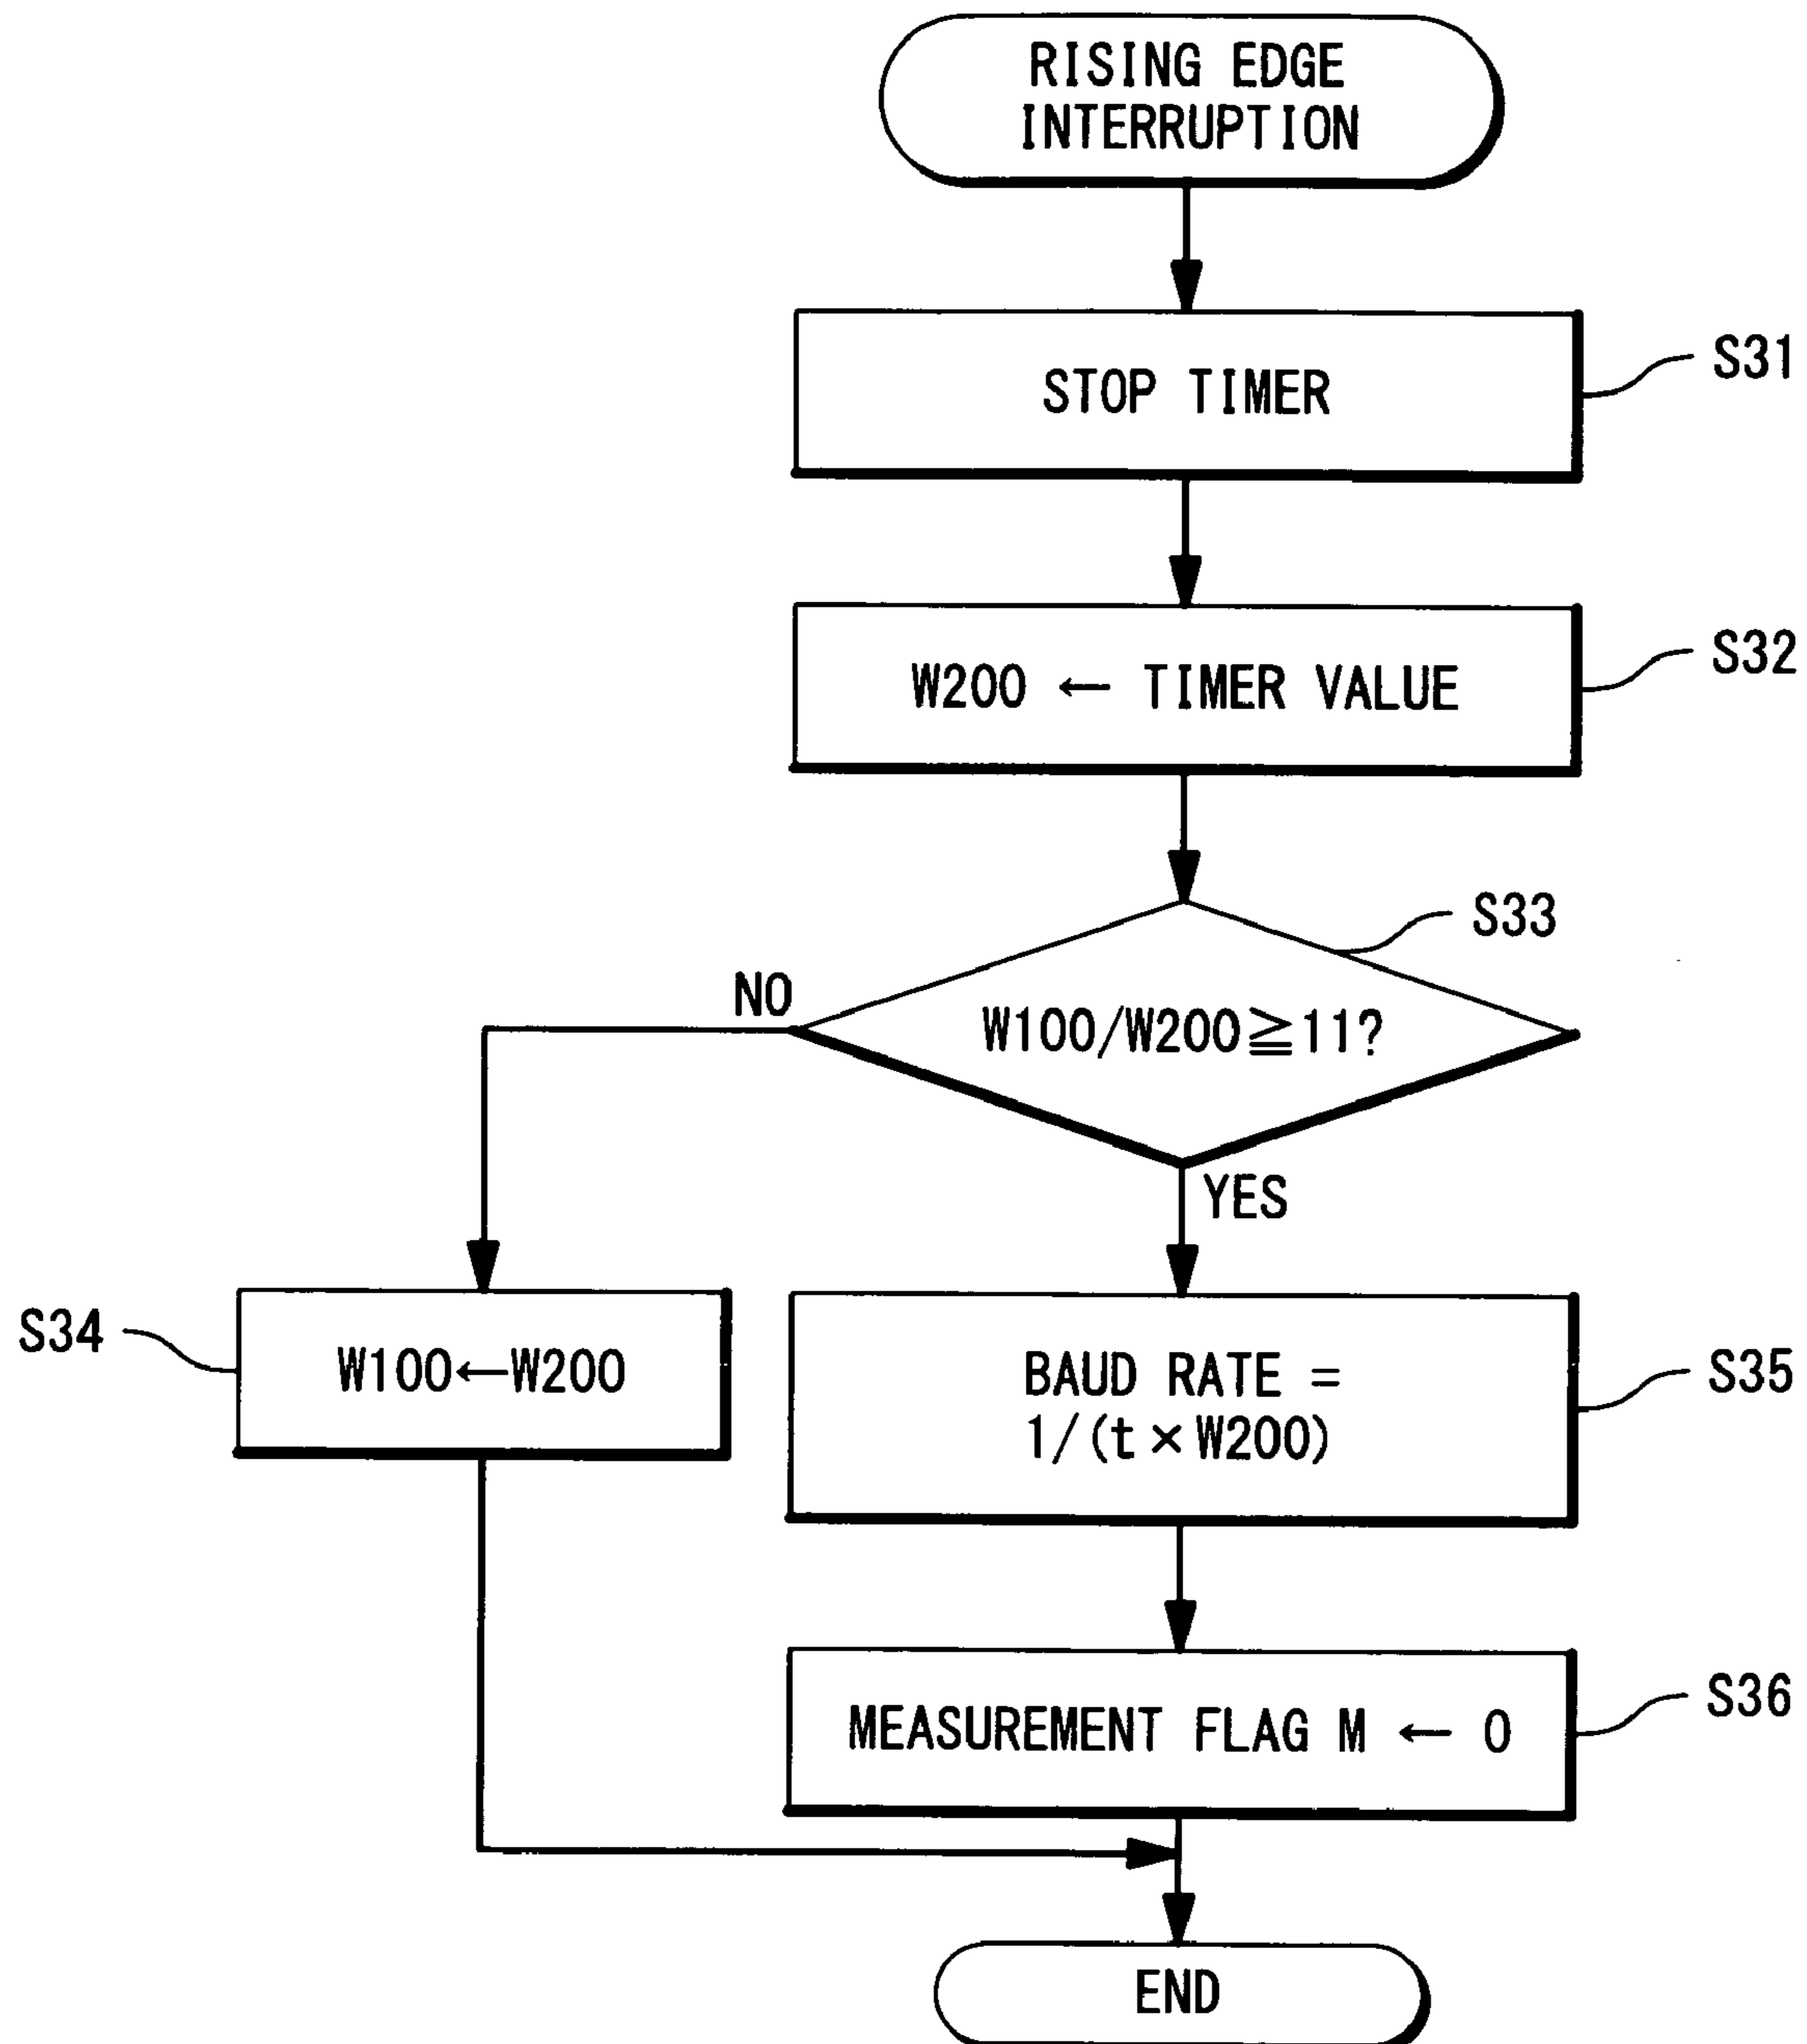 RISING EDGE
INTERRUPTION
STOP TIMER
S31
W200 ← TIMER VALUE
S32
S33
NO
W100/W200≧11?
YES
S34
W100←W200
BAUD RATE =
1/(t×W200)
S35
MEASUREMENT FLAG M ← 0
S36
END